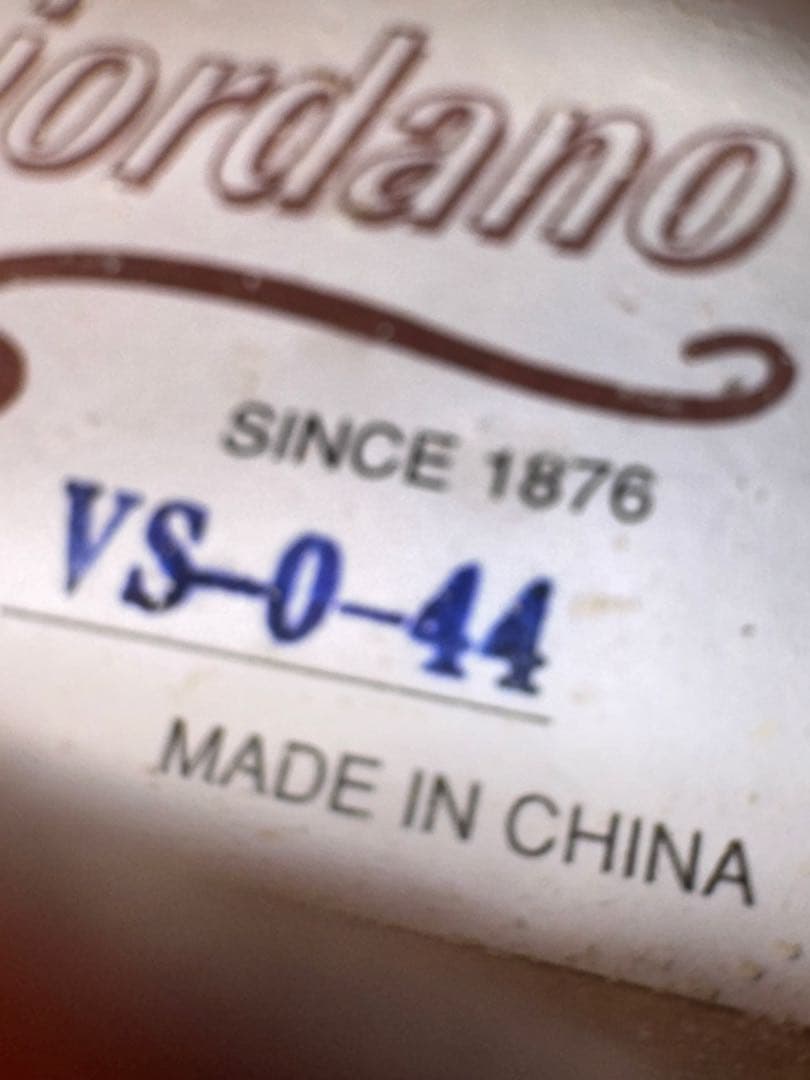 iordano
SINCE 1876
VS-0-44
MADE IN CHINA